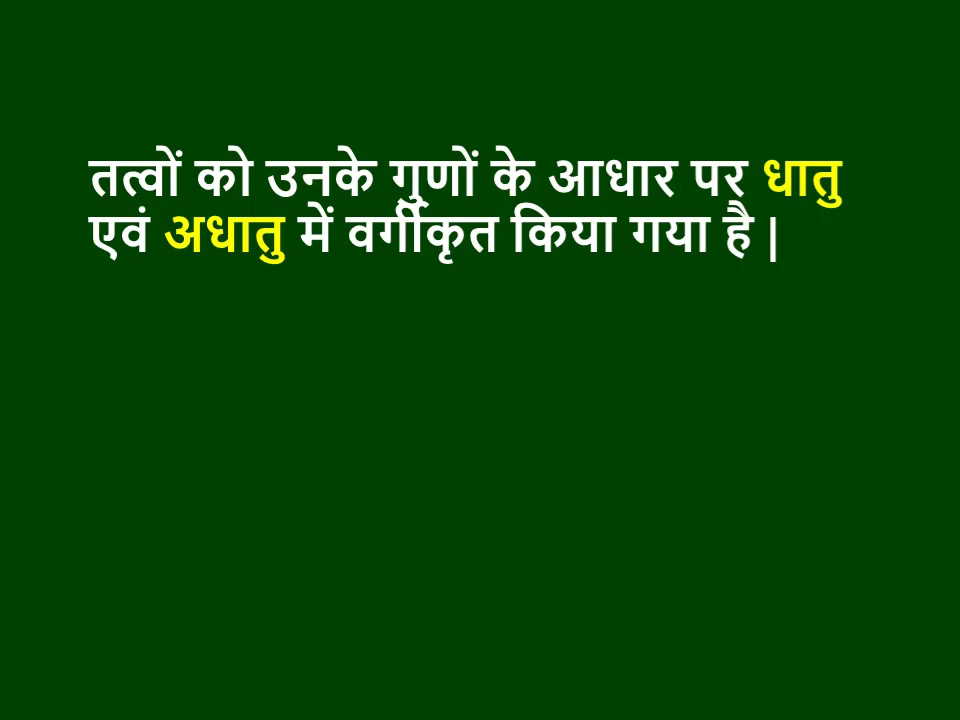 तत्वों को उनके गुणों के आधार पर धातु
एवं अधातु में वर्गीकृत किया गया है |